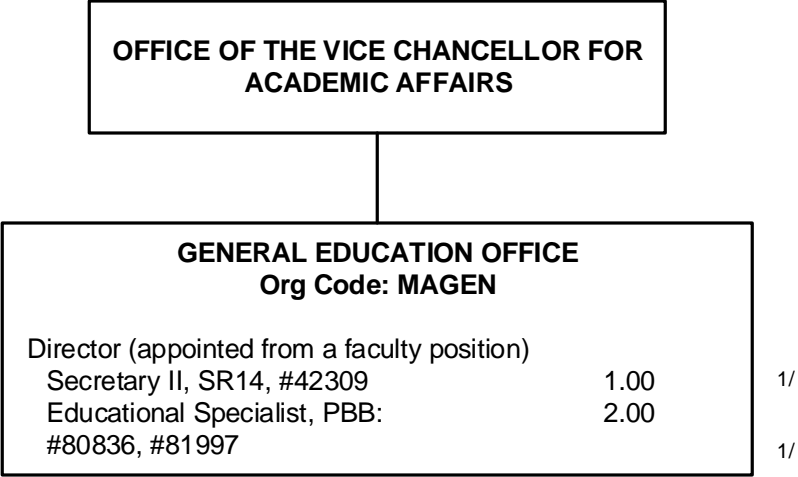 OFFICE OF THE VICE CHANCELLOR FOR
ACADEMIC AFFAIRS
GENERAL EDUCATION OFFICE
Org Code: MAGEN
Director (appointed from a faculty position)
Secretary II, SR14, #42309 1.00 1/
Educational Specialist, PBB: 2.00
#80836, #81997 1/